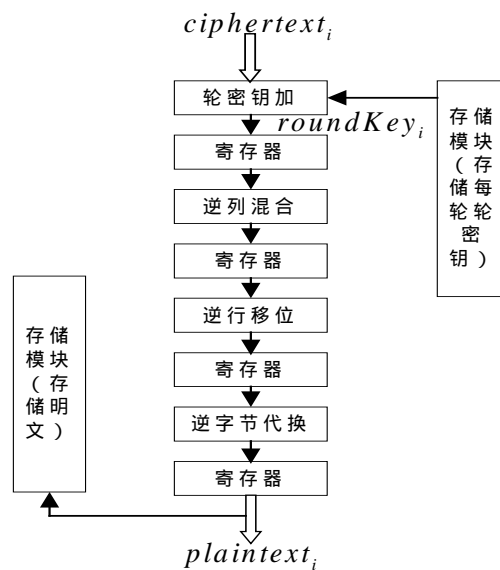 ciphertext_i
轮密钥加
roundKey_i
寄存器
逆列混合
寄存器
逆行移位
寄存器
逆字节代换
寄存器
plaintext_i
存储
模块
（存
储每
轮轮
密
钥）
存储
模块
（存
储明
文）